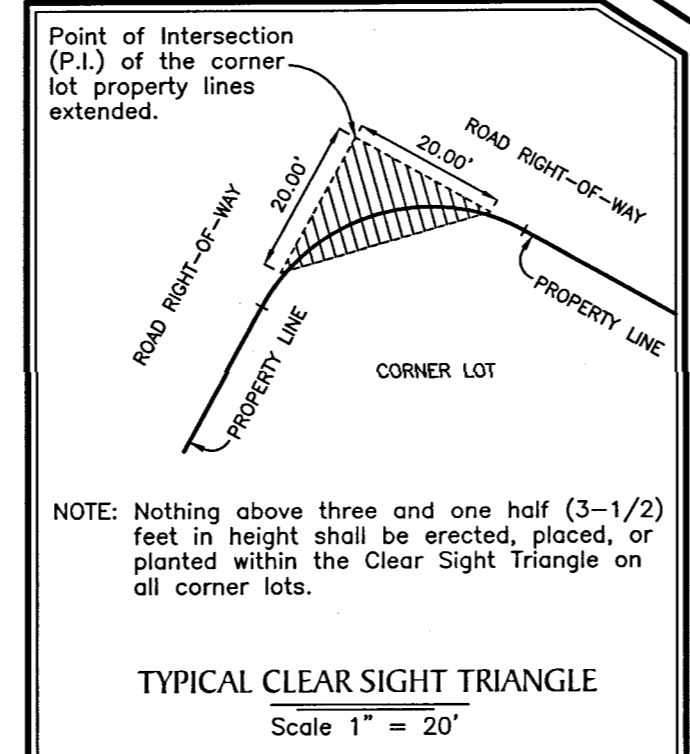 Point of Intersection
(P.I.) of the corner
lot property lines
extended.
20.00'
20.00'
ROAD RIGHT-OF-WAY
ROAD RIGHT-OF-WAY
PROPERTY LINE
PROPERTY LINE
CORNER LOT
NOTE: Nothing above three and one half (3-1/2)
feet in height shall be erected, placed, or
planted within the Clear Sight Triangle on
all corner lots.
TYPICAL CLEAR SIGHT TRIANGLE
Scale 1" = 20'